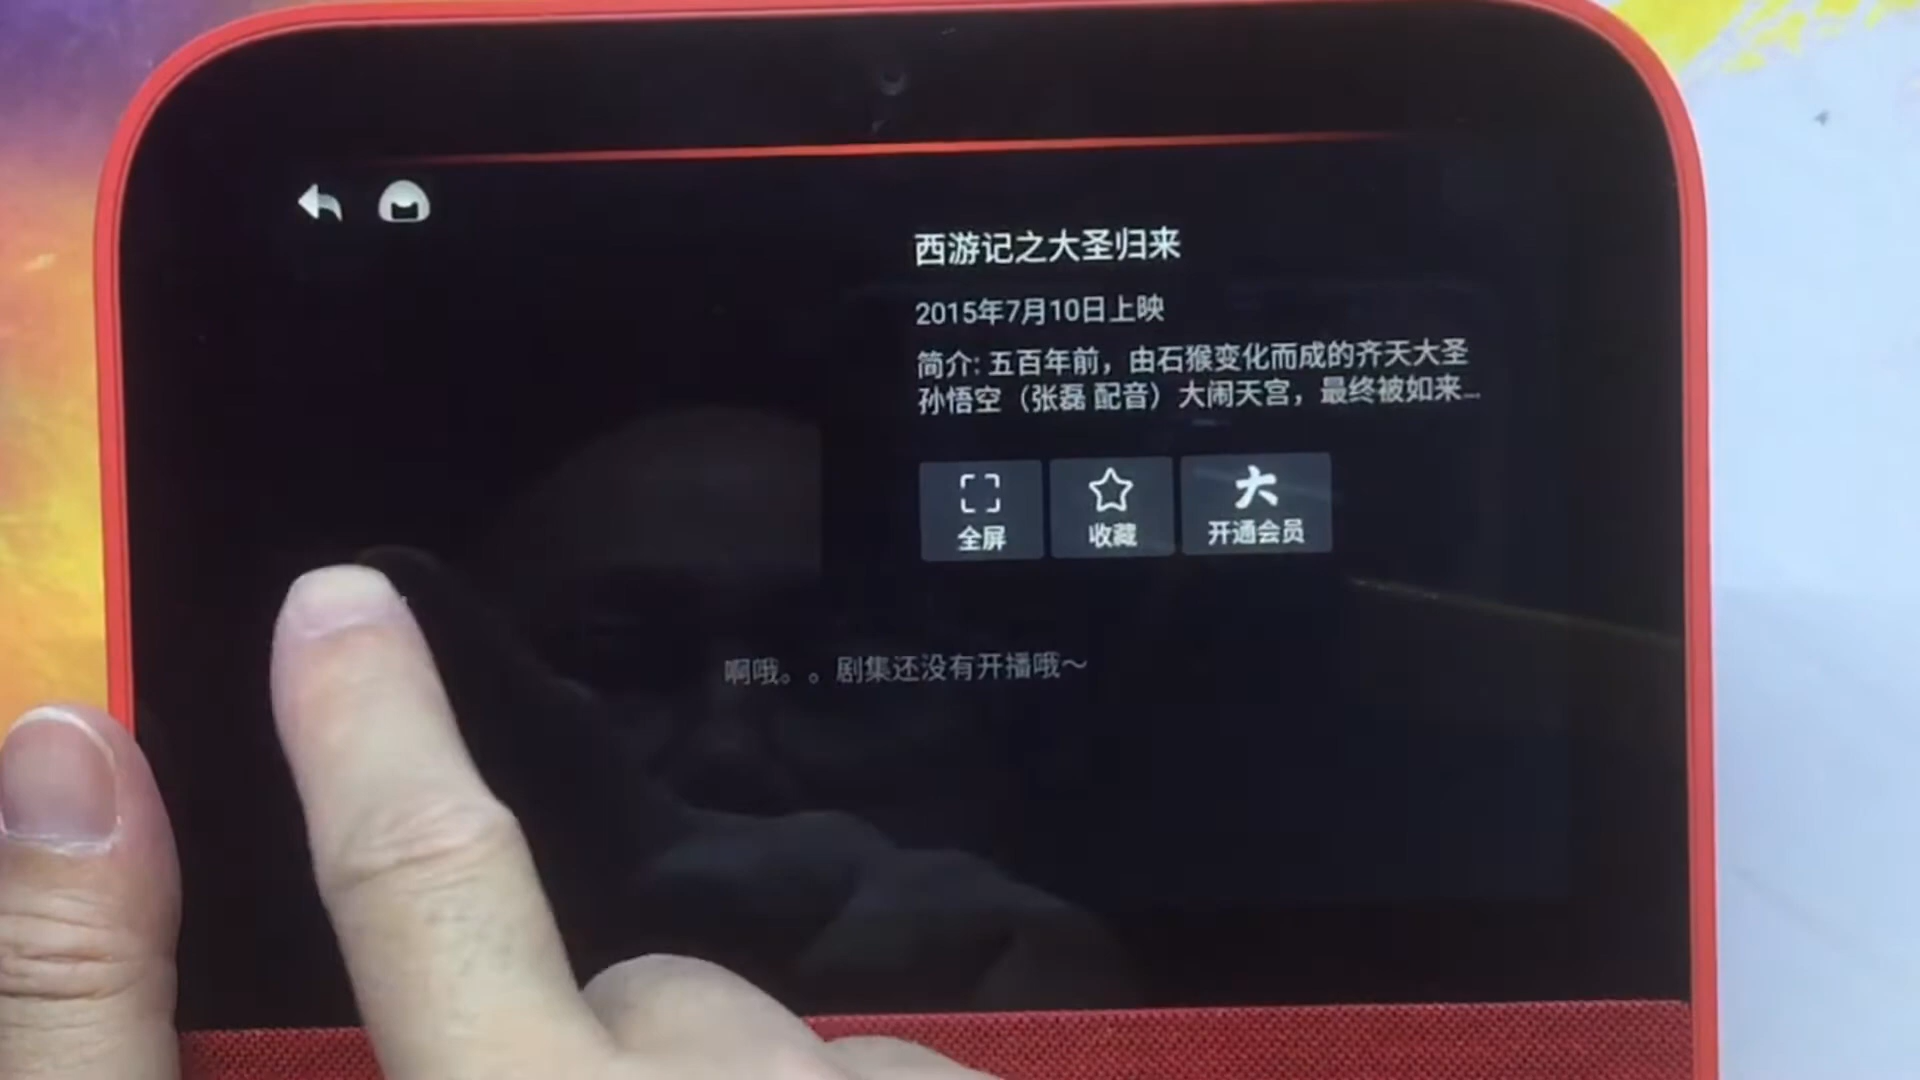 西游记之大圣归来
2015年7月10日上映
简介: 五百年前，由石猴变化而成的齐天大圣
孙悟空（张磊 配音）大闹天宫，最终被如来...
全屏
收藏
大
开通会员
啊哦。。剧集还没有开播哦～